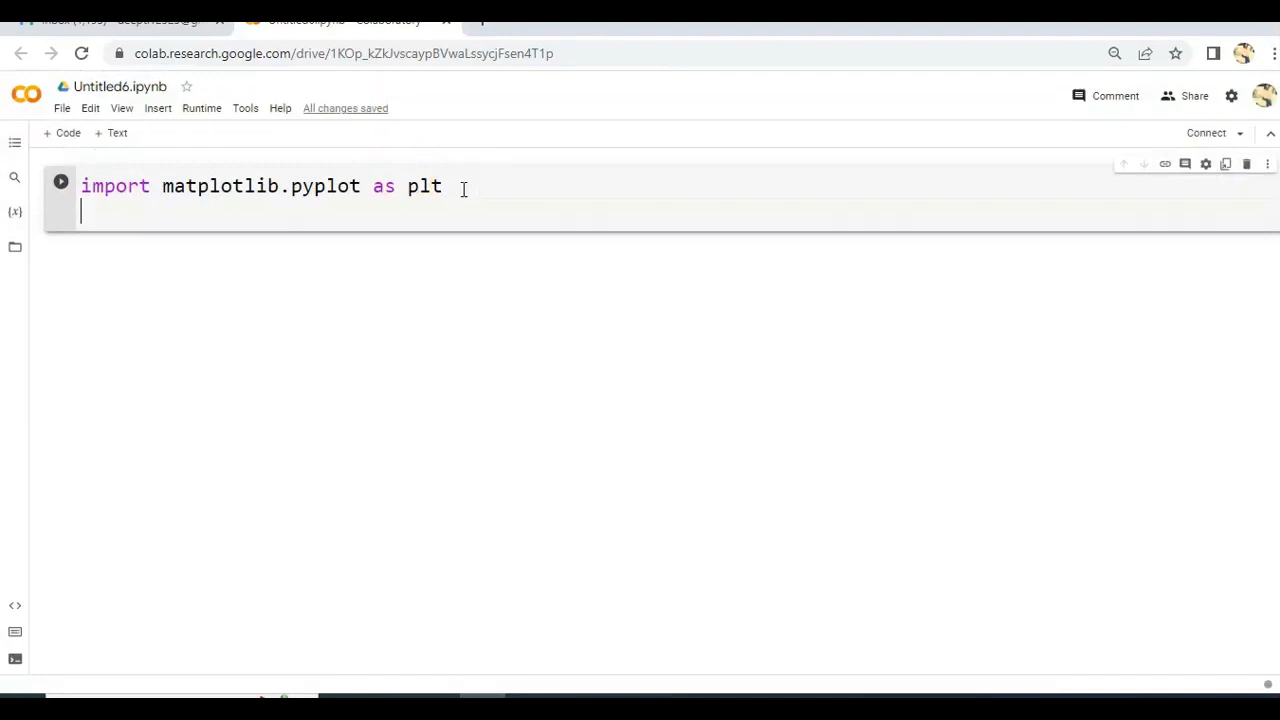 colab.research.google.com/drive/1KOp_kZkJvscaypBVwaLssycjFsen4T1p
Untitled6.ipynb
Comment
Share
File Edit View Insert Runtime Tools Help All changes saved
+ Code + Text
Connect
import matplotlib.pyplot as plt
{x}
<>